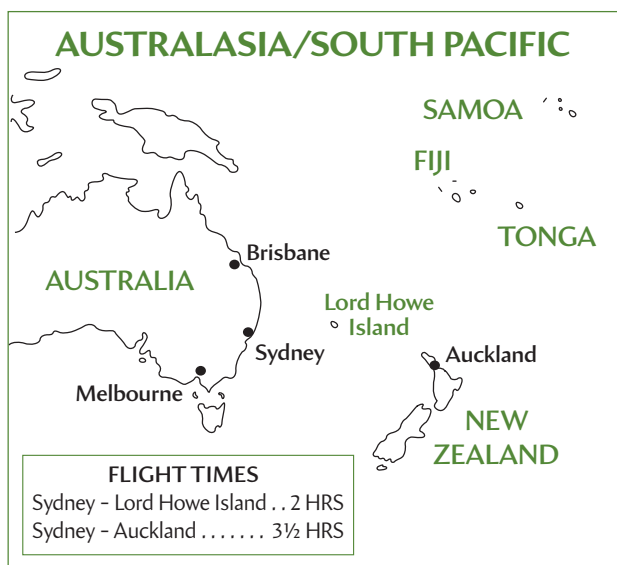 AUSTRALASIA/SOUTH PACIFIC
SAMOA
FIJI
TONGA
Brisbane
AUSTRALIA
Lord Howe
Island
Sydney
Auckland
Melbourne
NEW
ZEALAND
FLIGHT TIMES
Sydney – Lord Howe Island . . 2 HRS
Sydney – Auckland . . . . . . . 3½ HRS